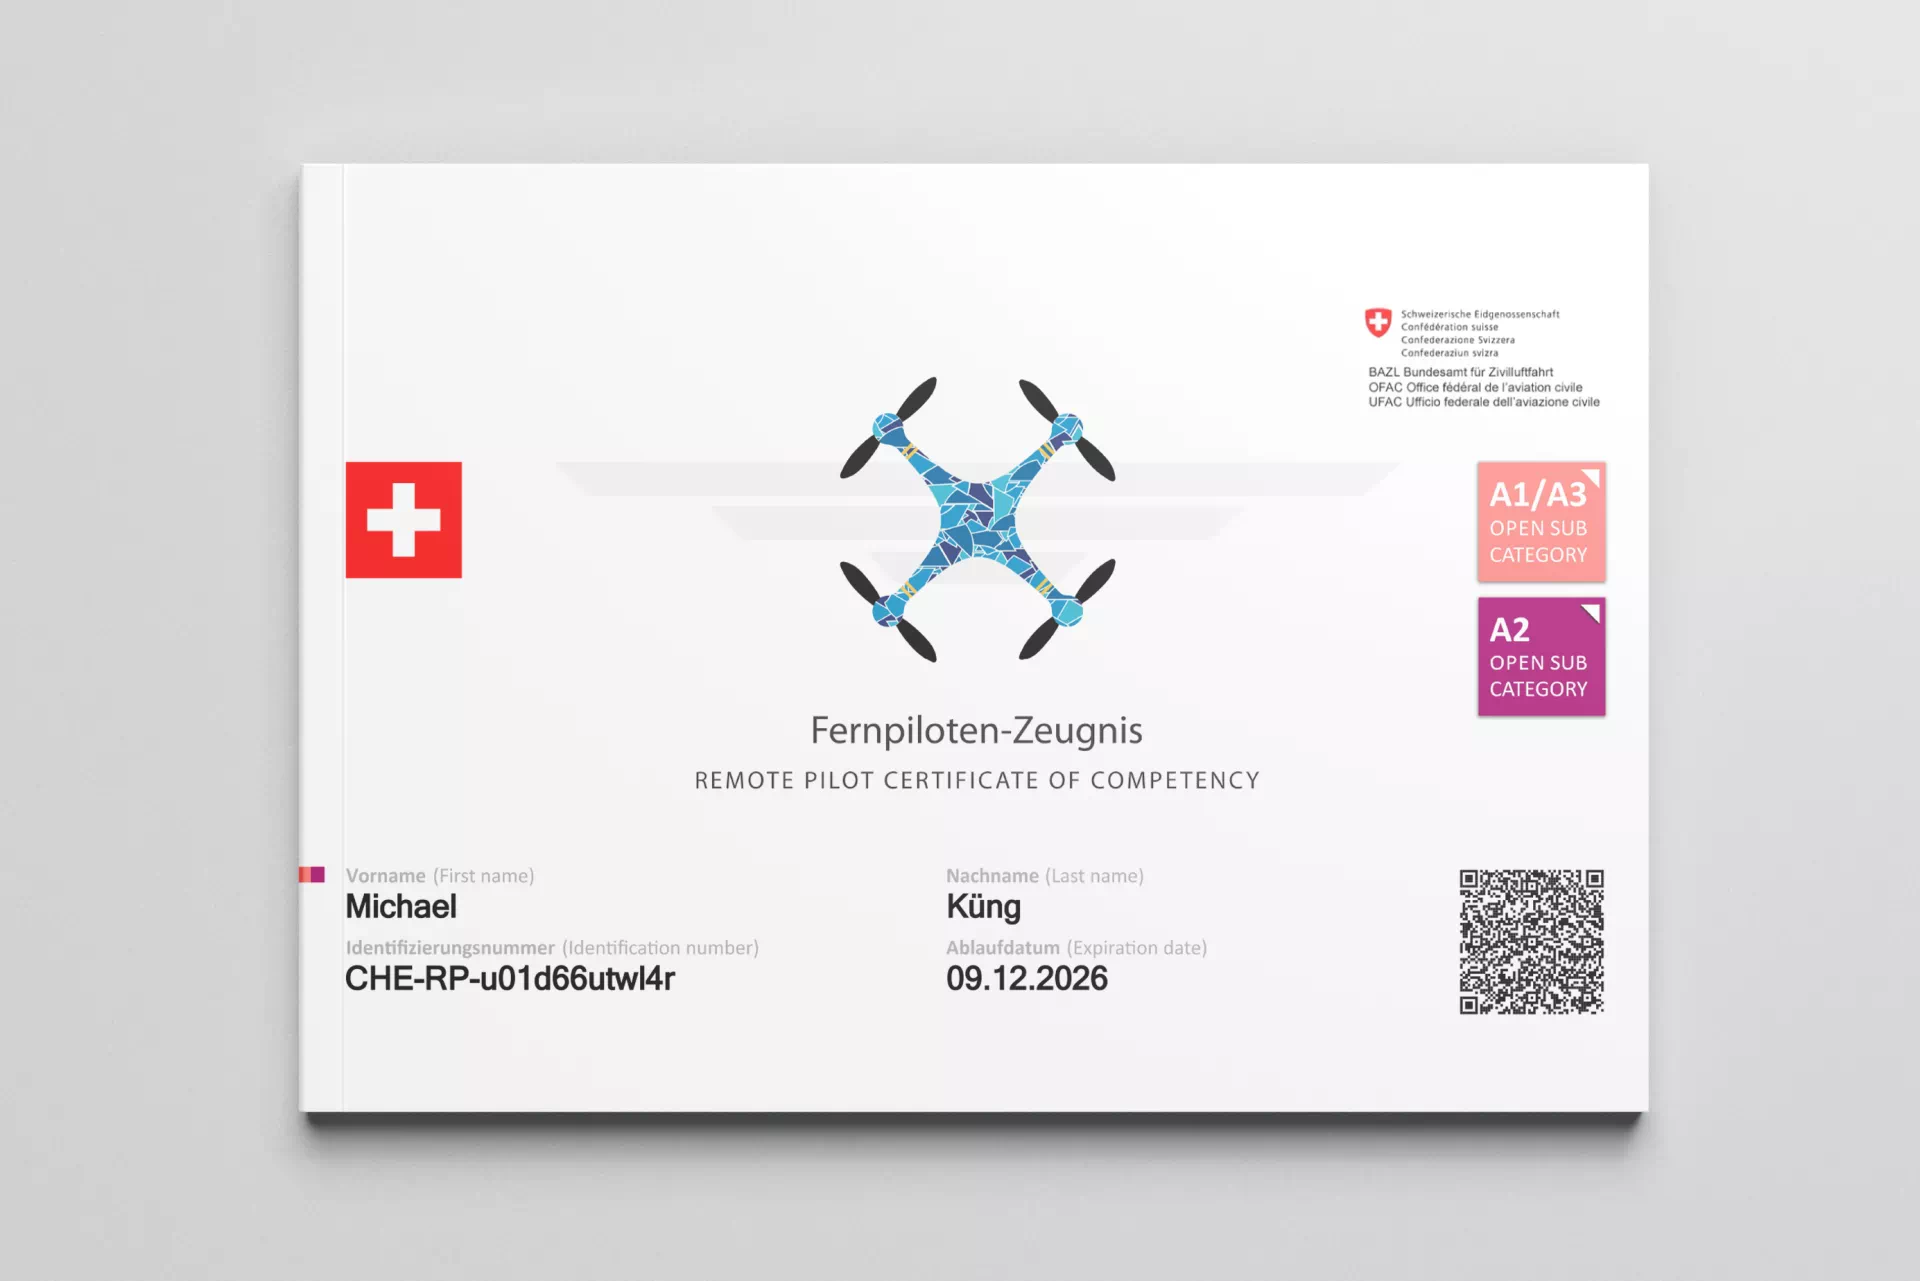 Schweizerische Eidgenossenschaft
Confédération suisse
Confederazione Svizzera
Confederaziun svizra
BAZL Bundesamt für Zivilluftfahrt
OFAC Office fédéral de l'aviation civile
UFAC Ufficio federale dell'aviazione civile
A1/A3
OPEN SUB
CATEGORY
A2
OPEN SUB
CATEGORY
Fernpiloten-Zeugnis
REMOTE PILOT CERTIFICATE OF COMPETENCY
Vorname (First name)
Michael
Nachname (Last name)
Küng
Identifizierungsnummer (Identification number)
CHE-RP-u01d66utwl4r
Ablaufdatum (Expiration date)
09.12.2026